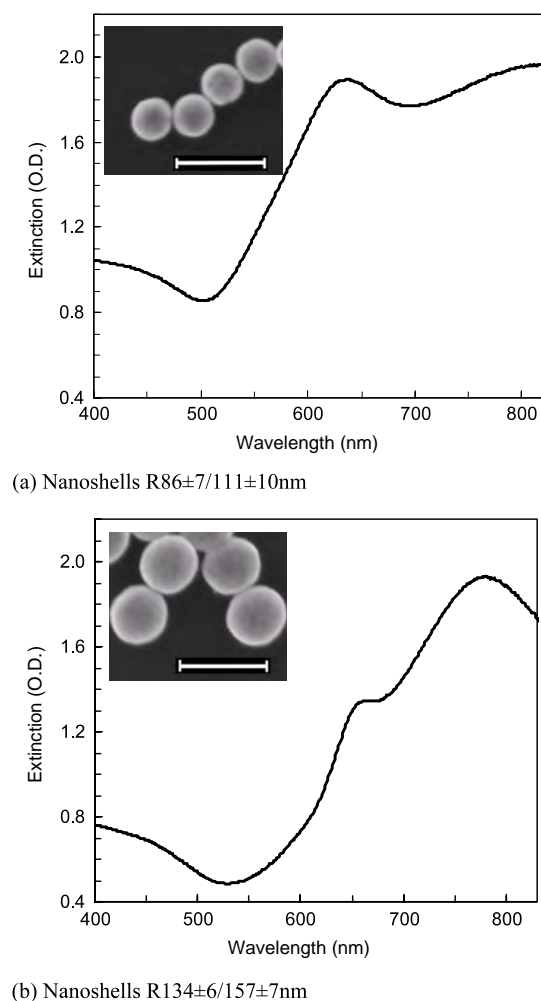 2.0
1.6
1.2
0.8
0.4
Extinction (O.D.)
400 500 600 700 800
Wavelength (nm)
(a) Nanoshells R86±7/111±10nm
2.0
1.6
1.2
0.8
0.4
Extinction (O.D.)
400 500 600 700 800
Wavelength (nm)
(b) Nanoshells R134±6/157±7nm